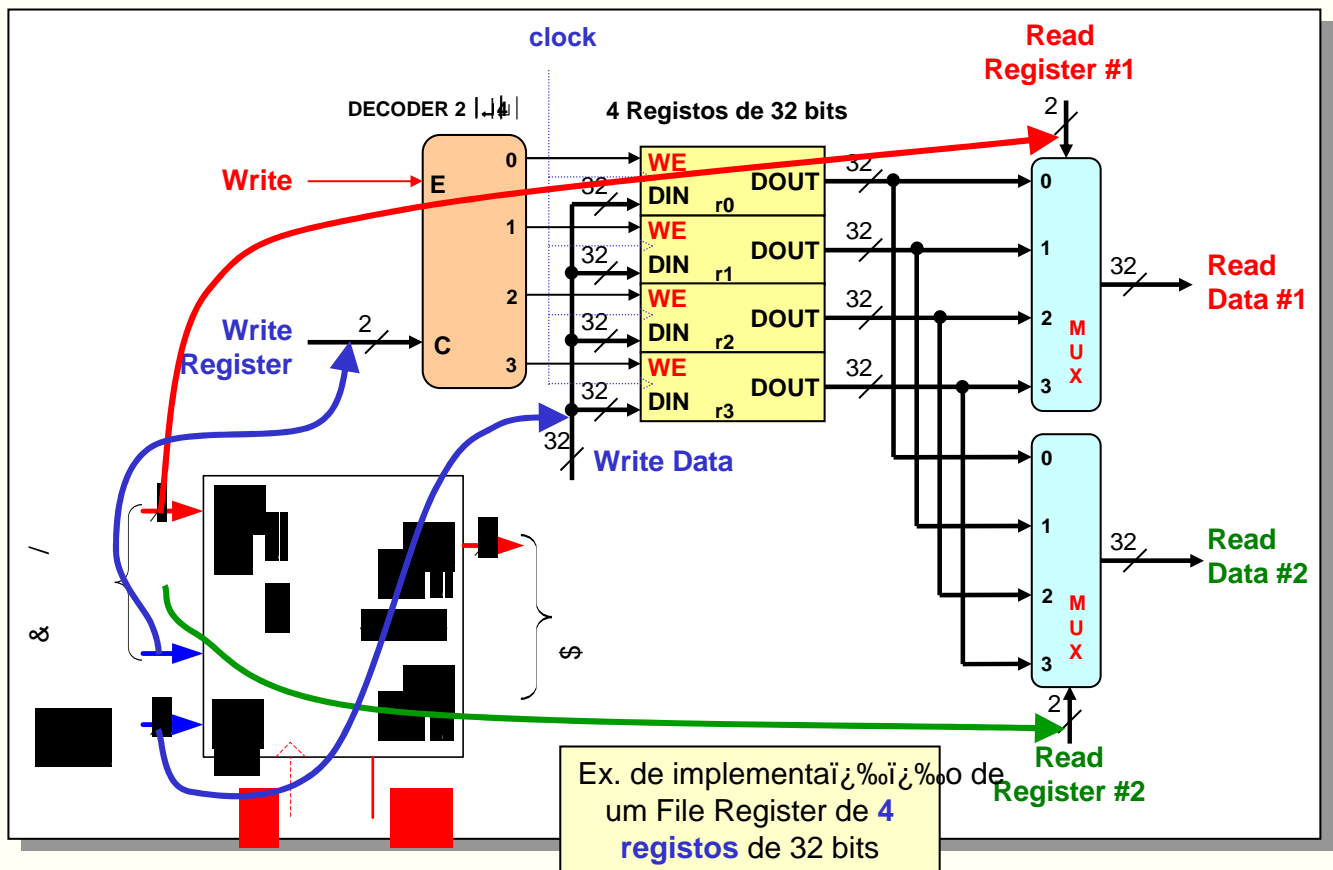 clock
Read
Register #1
DECODER 2
4 Registos de 32 bits
2
Write
E
0
1
2
3
Write
Register
2
C
WE
DIN
r0
DOUT
32
32
WE
DIN
r1
DOUT
32
32
WE
DIN
r2
DOUT
32
32
WE
DIN
r3
DOUT
32
32
32
Write Data
0
1
2
3
M
U
X
32
Read
Data #1
0
1
2
3
M
U
X
32
Read
Data #2
2
Read
Register #2
& /
$
Ex. de implementaï¿‰ï¿‰o de
um File Register de 4
registos de 32 bits